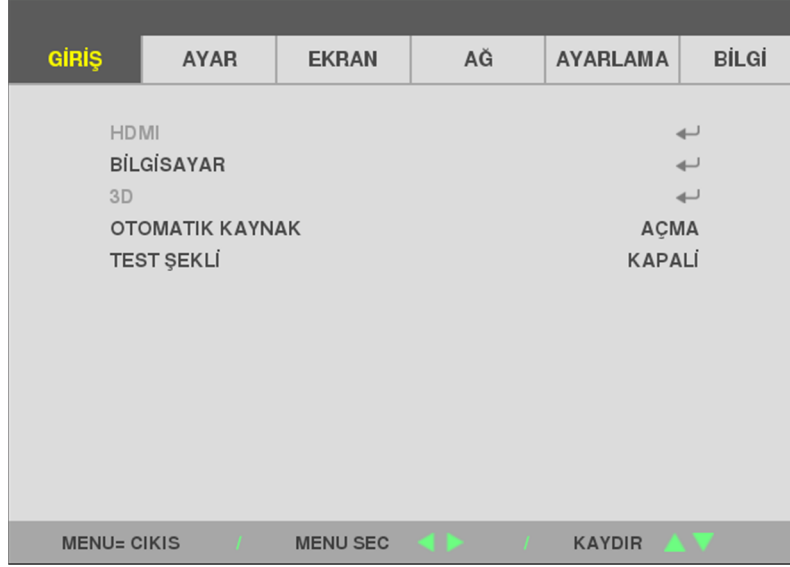 GİRİŞ AYAR EKRAN AĞ AYARLAMA BİLGİ
HDMI
BİLGİSAYAR
3D
OTOMATIK KAYNAK AÇMA
TEST ŞEKLİ KAPALİ
MENU= CIKIS / MENU SEC / KAYDIR